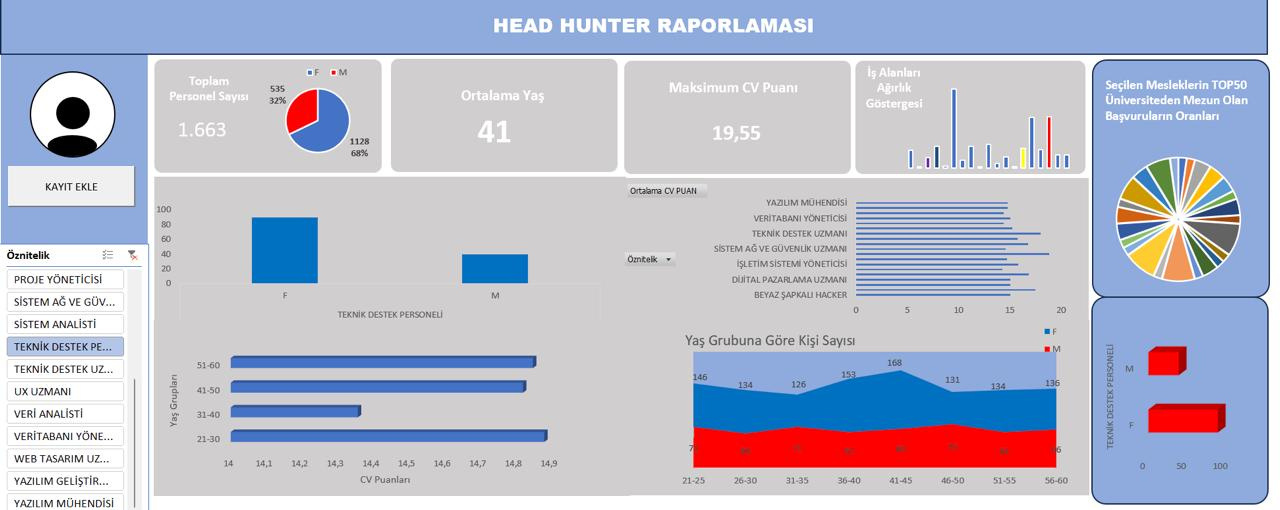 HEAD HUNTER RAPORLAMASI
KAYIT EKLE
Öznitelik
PROJE YÖNETİCİSİ
SİSTEM AĞ VE GÜV...
SİSTEM ANALİSTİ
TEKNİK DESTEK PE...
TEKNİK DESTEK UZ...
UX UZMANI
VERİ ANALİSTİ
VERİTABANI YÖNE...
WEB TASARIM UZ...
YAZILIM GELİŞTİR...
YAZILIM MÜHENDİSİ
Toplam
Personel Sayısı
1.663
F M
535
32%
1128
68%
Ortalama Yaş
41
Maksimum CV Puanı
19,55
İş Alanları
Ağırlık
Göstergesi
Seçilen Mesleklerin TOP50
Üniversiteden Mezun Olan
Başvuruların Oranları
100
80
60
40
20
0
F M
TEKNİK DESTEK PERSONELİ
Ortalama CV PUAN
Öznitelik
YAZILIM MÜHENDİSİ
VERİTABANI YÖNETİCİSİ
TEKNİK DESTEK UZMANI
SİSTEM AĞ VE GÜVENLİK UZMANI
İŞLETİM SİSTEMİ YÖNETİCİSİ
DİJİTAL PAZARLAMA UZMANI
BEYAZ ŞAPKALI HACKER
0 5 10 15 20
Yaş Grupları
51-60
41-50
31-40
21-30
14 14,1 14,2 14,3 14,4 14,5 14,6 14,7 14,8 14,9
CV Puanları
Yaş Grubuna Göre Kişi Sayısı
F
M
146 134 126 153 168 131 134 136
21-25 26-30 31-35 36-40 41-45 46-50 51-55 56-60
TEKNİK DESTEK PERSONELİ
M
F
0 50 100